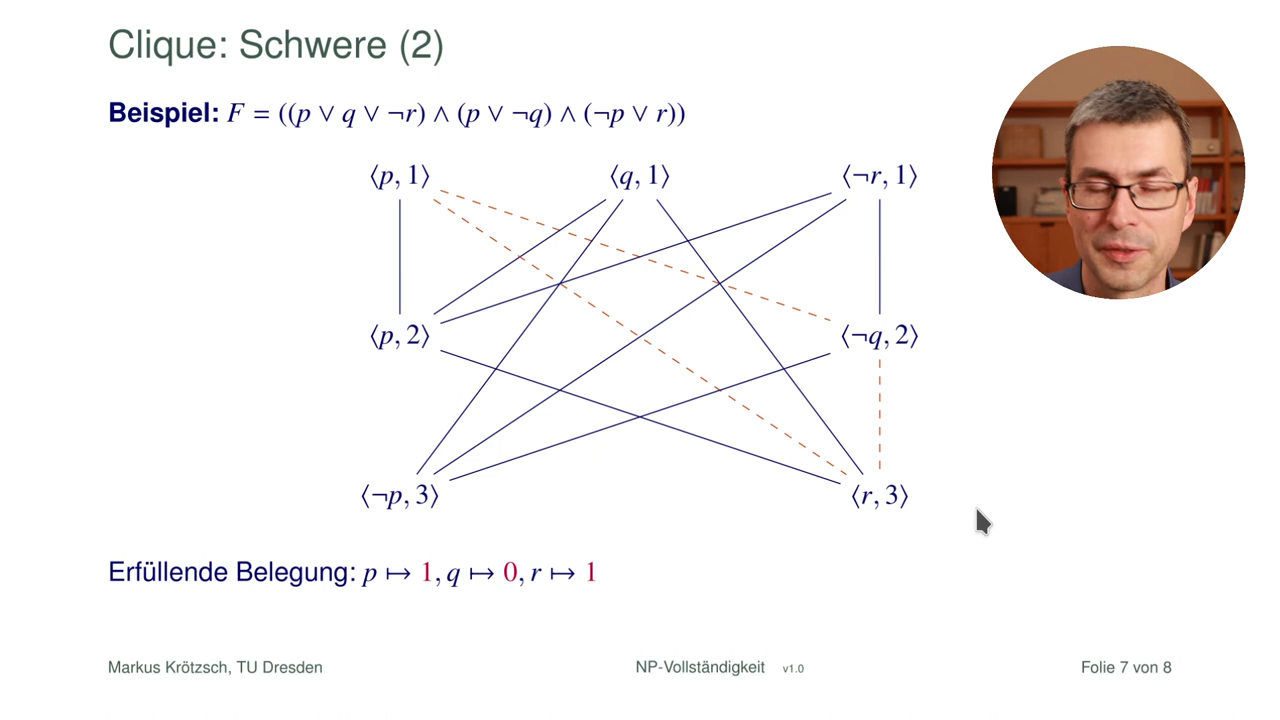 Clique: Schwere (2)
Beispiel: F = ((p ∨ q ∨ ¬r) ∧ (p ∨ ¬q) ∧ (¬p ∨ r))
⟨p, 1⟩ ⟨q, 1⟩ ⟨¬r, 1⟩
⟨p, 2⟩ ⟨¬q, 2⟩
⟨¬p, 3⟩ ⟨r, 3⟩
Erfüllende Belegung: p ↦ 1, q ↦ 0, r ↦ 1
Markus Krötzsch, TU Dresden NP-Vollständigkeit v1.0 Folie 7 von 8